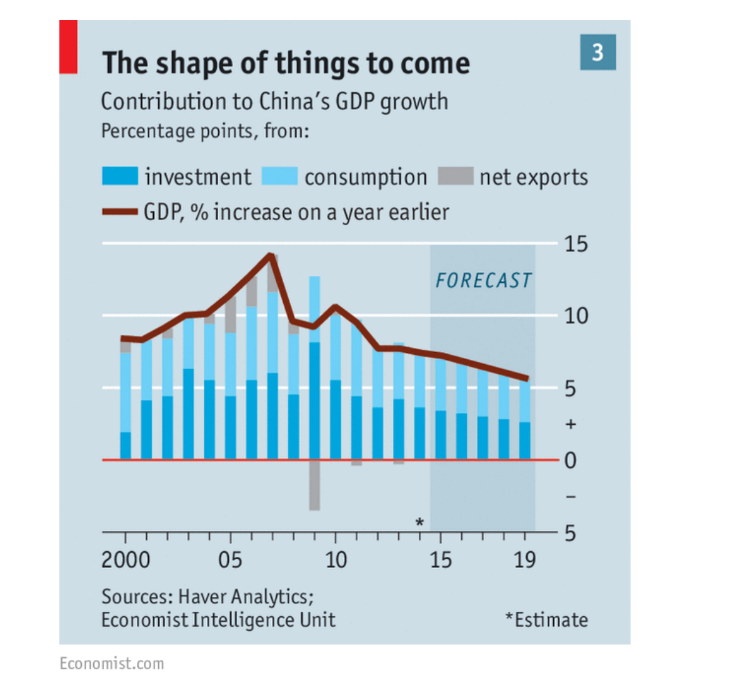 The shape of things to come
3
Contribution to China's GDP growth
Percentage points, from:
investment consumption net exports
GDP, % increase on a year earlier
15
FORECAST
10
5
+
0
–
*
5
2000 05 10 15 19
Sources: Haver Analytics;
Economist Intelligence Unit
*Estimate
Economist.com